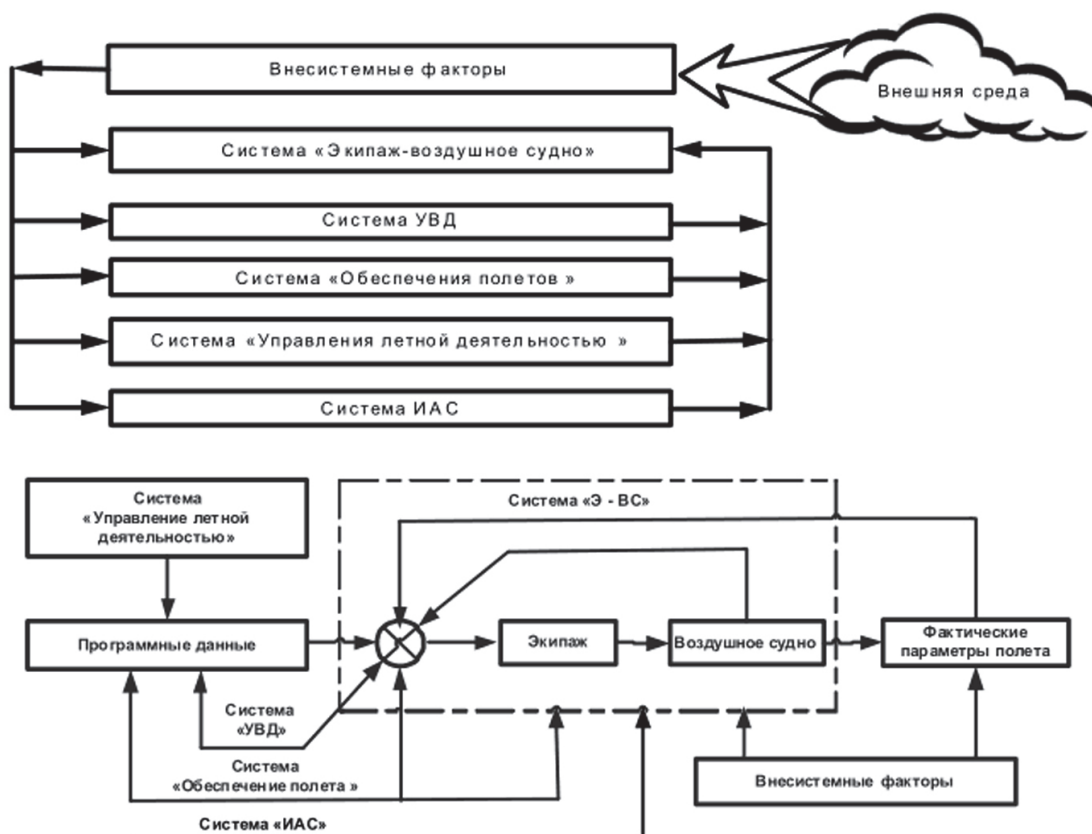 Внесистемные факторы
Внешняя среда
Система «Экипаж-воздушное судно»
Система УВД
Система «Обеспечения полетов »
Система «Управления летной деятельностью »
Система ИАС
Система
«Управление летной
деятельностью»
Система «Э - ВС»
Программные данные
Экипаж
Воздушное судно
Фактические
параметры полета
Система
«УВД»
Система
«Обеспечение полета »
Внесистемные факторы
Система «ИАС»